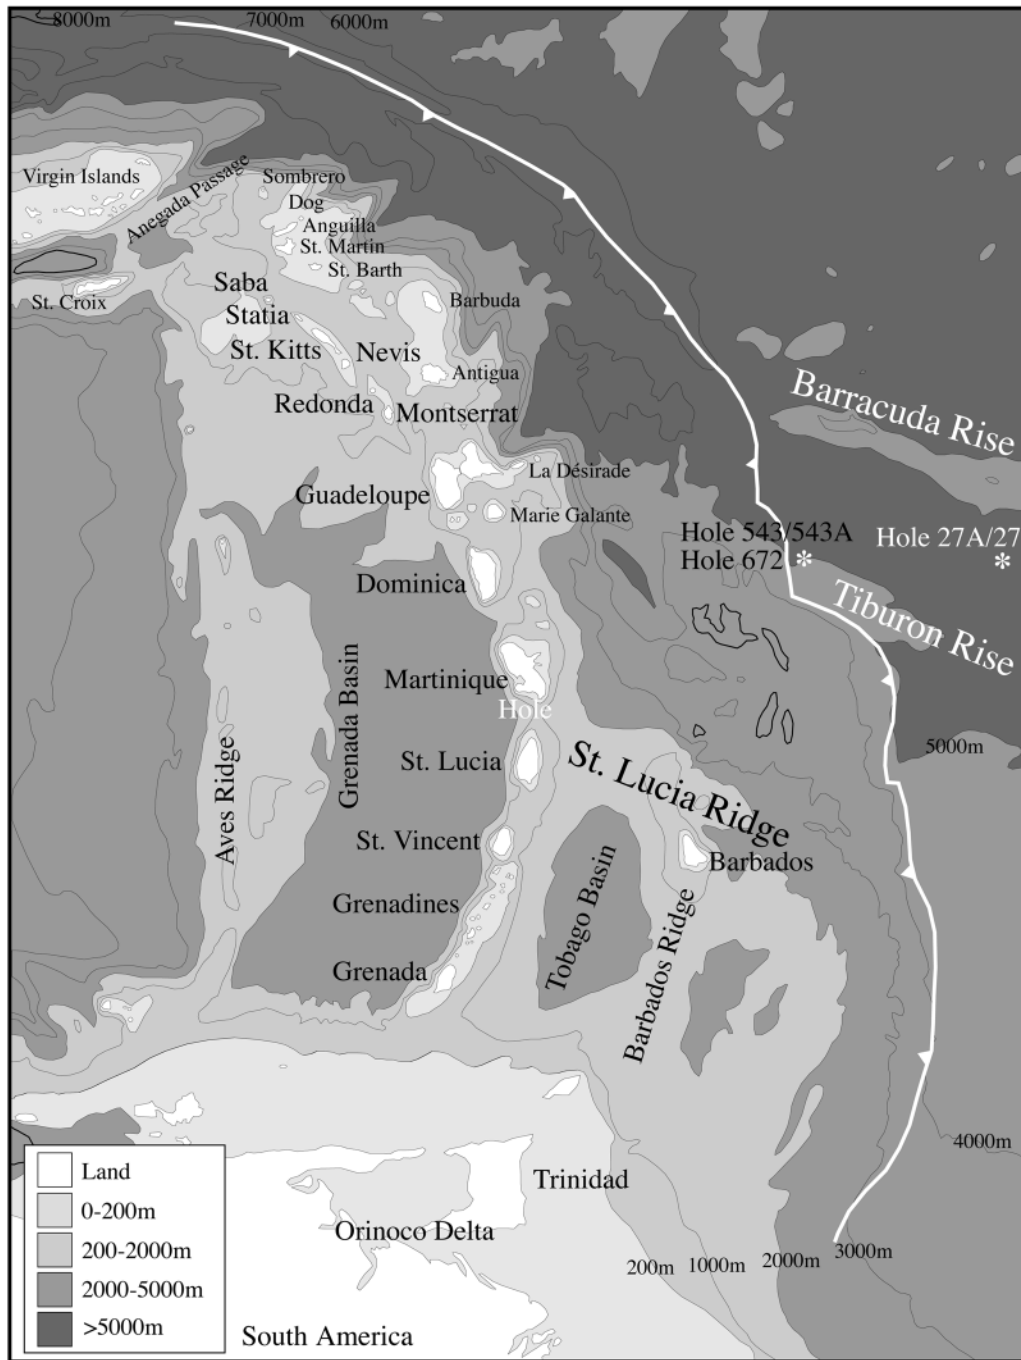 8000m
7000m
6000m
Virgin Islands
Anegada Passage
Sombrero
Dog
Anguilla
St. Martin
St. Barth
St. Croix
Saba
Statia
St. Kitts
Nevis
Barbuda
Antigua
Redonda
Montserrat
Barracuda Rise
Guadeloupe
La Désirade
Marie Galante
Hole 543/543A
Hole 672
Hole 27A/27
*
*
Dominica
Tiburon Rise
Martinique
Hole
Grenada Basin
Aves Ridge
St. Lucia
St. Lucia Ridge
5000m
St. Vincent
Barbados
Grenadines
Tobago Basin
Barbados Ridge
Grenada
4000m
Trinidad
Orinoco Delta
200m
1000m
2000m
3000m
South America
Land
0-200m
200-2000m
2000-5000m
>5000m